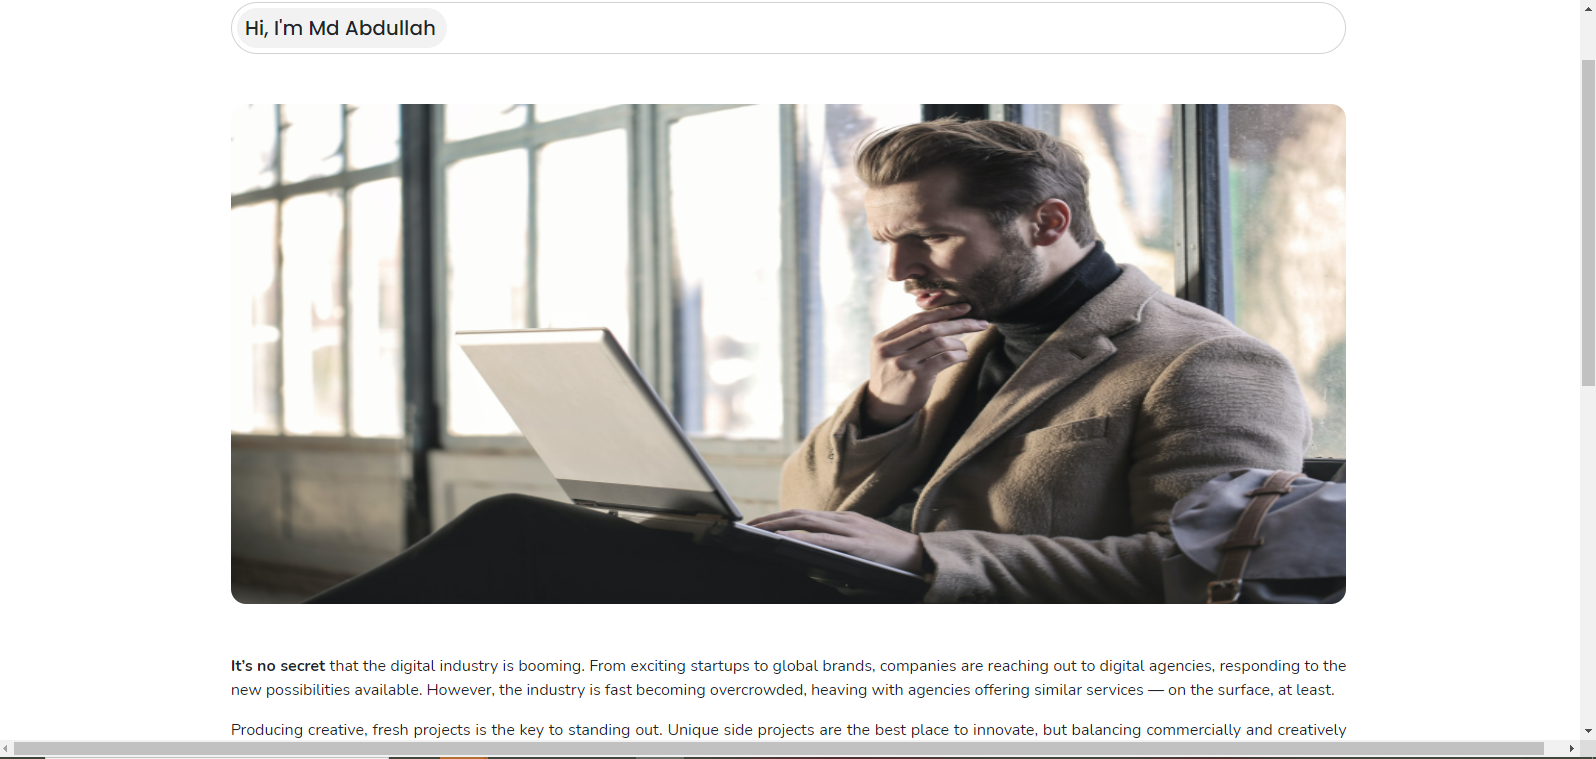 Hi, I'm Md Abdullah
It's no secret that the digital industry is booming. From exciting startups to global brands, companies are reaching out to digital agencies, responding to the
new possibilities available. However, the industry is fast becoming overcrowded, heaving with agencies offering similar services — on the surface, at least.
Producing creative, fresh projects is the key to standing out. Unique side projects are the best place to innovate, but balancing commercially and creatively